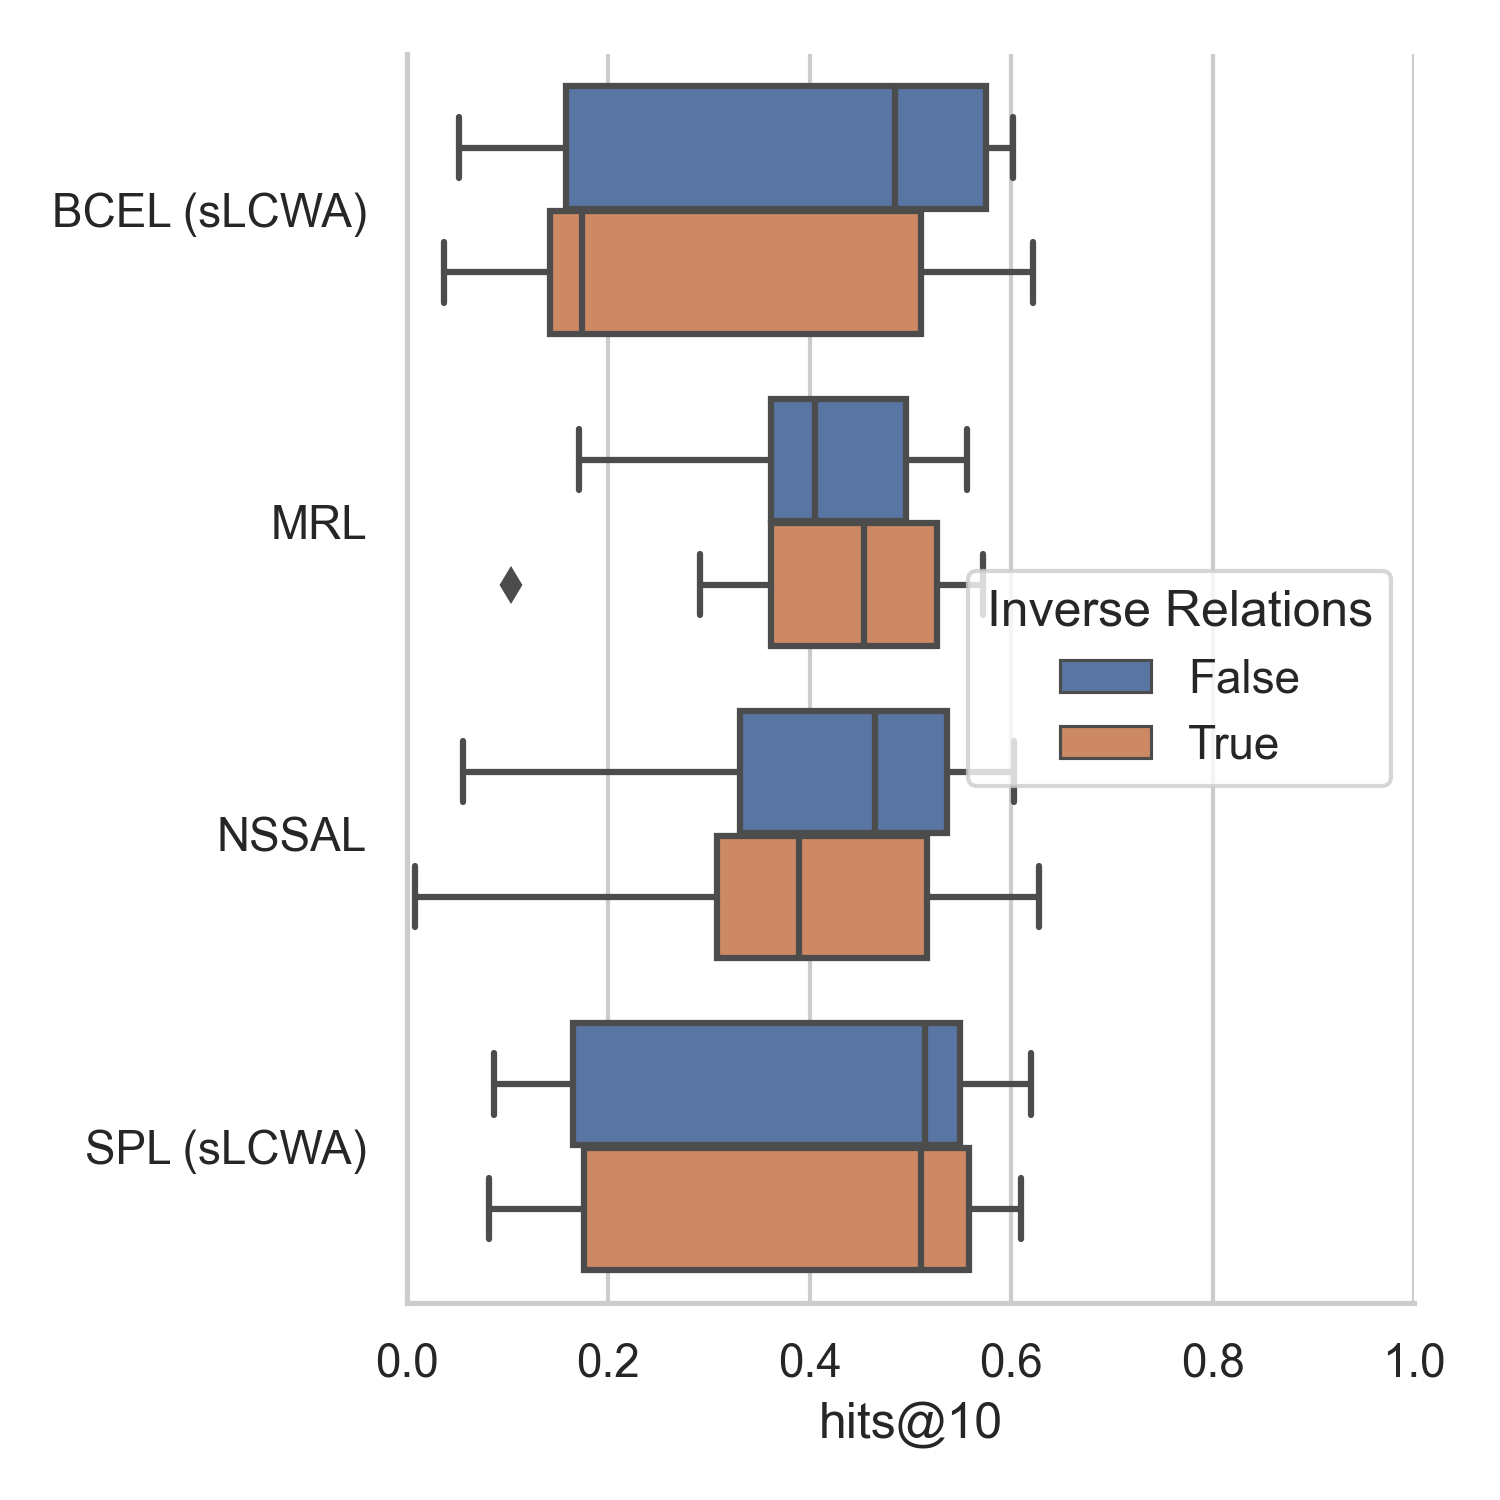 BCEL (sLCWA)
MRL
NSSAL
SPL (sLCWA)
Inverse Relations
False
True
0.0 0.2 0.4 0.6 0.8 1.0
hits@10